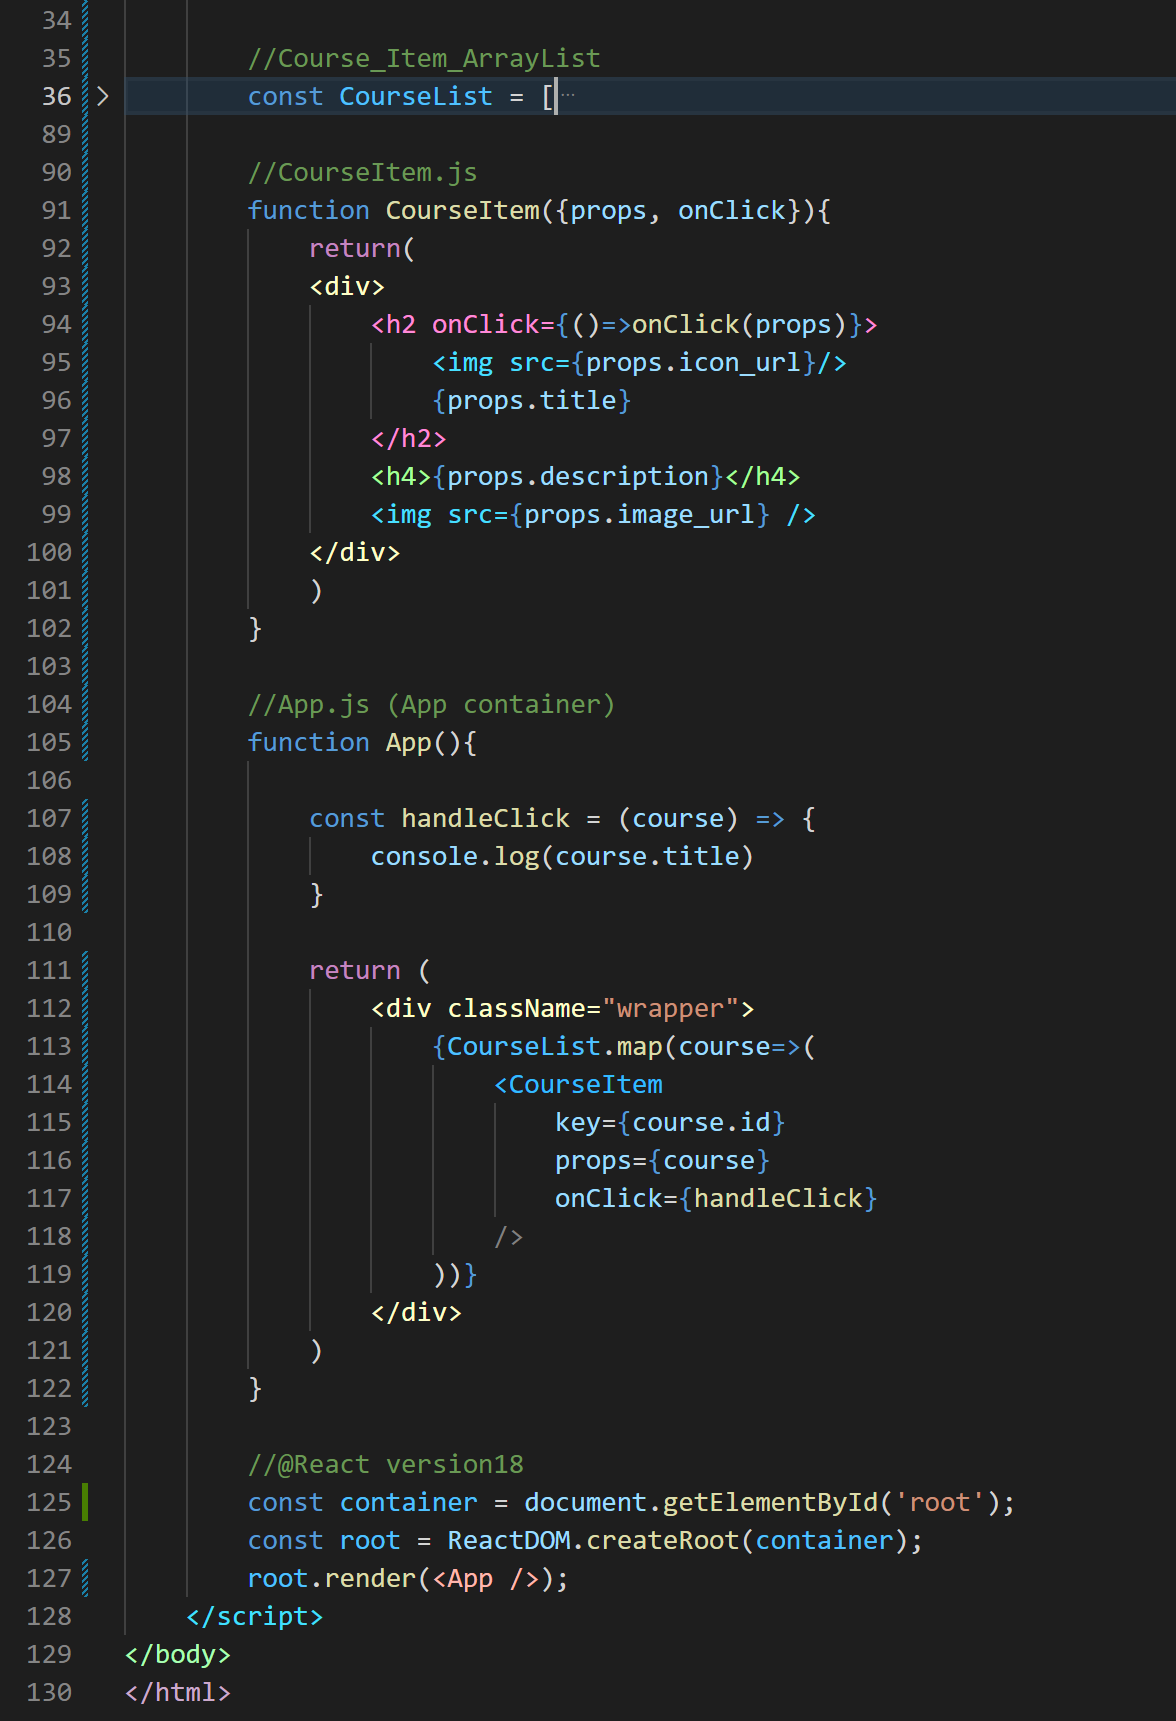 34
35 //Course_Item_ArrayList
36 > const CourseList = [ ···
89
90 //CourseItem.js
91 function CourseItem({props, onClick}){
92 return(
93 <div>
94 <h2 onClick={()=>onClick(props)}>
95 <img src={props.icon_url}/>
96 {props.title}
97 </h2>
98 <h4>{props.description}</h4>
99 <img src={props.image_url} />
100 </div>
101 )
102 }
103
104 //App.js (App container)
105 function App(){
106
107 const handleClick = (course) => {
108 console.log(course.title)
109 }
110
111 return (
112 <div className="wrapper">
113 {CourseList.map(course=>(
114 <CourseItem
115 key={course.id}
116 props={course}
117 onClick={handleClick}
118 />
119 ))}
120 </div>
121 )
122 }
123
124 //@React version18
125 const container = document.getElementById('root');
126 const root = ReactDOM.createRoot(container);
127 root.render(<App />);
128 </script>
129 </body>
130 </html>